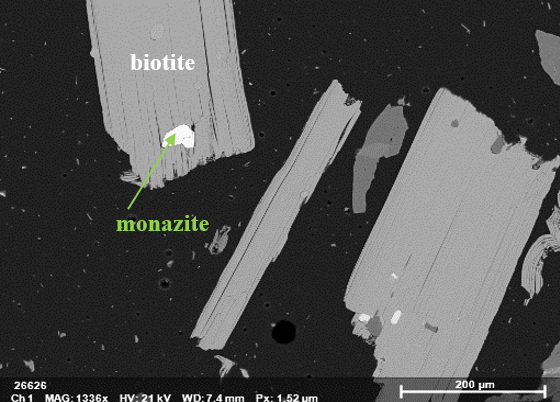 biotite
monazite
26626
200 µm
Ch 1 MAG: 1336x HV: 21 kV WD: 7.4 mm Px: 1.52 µm